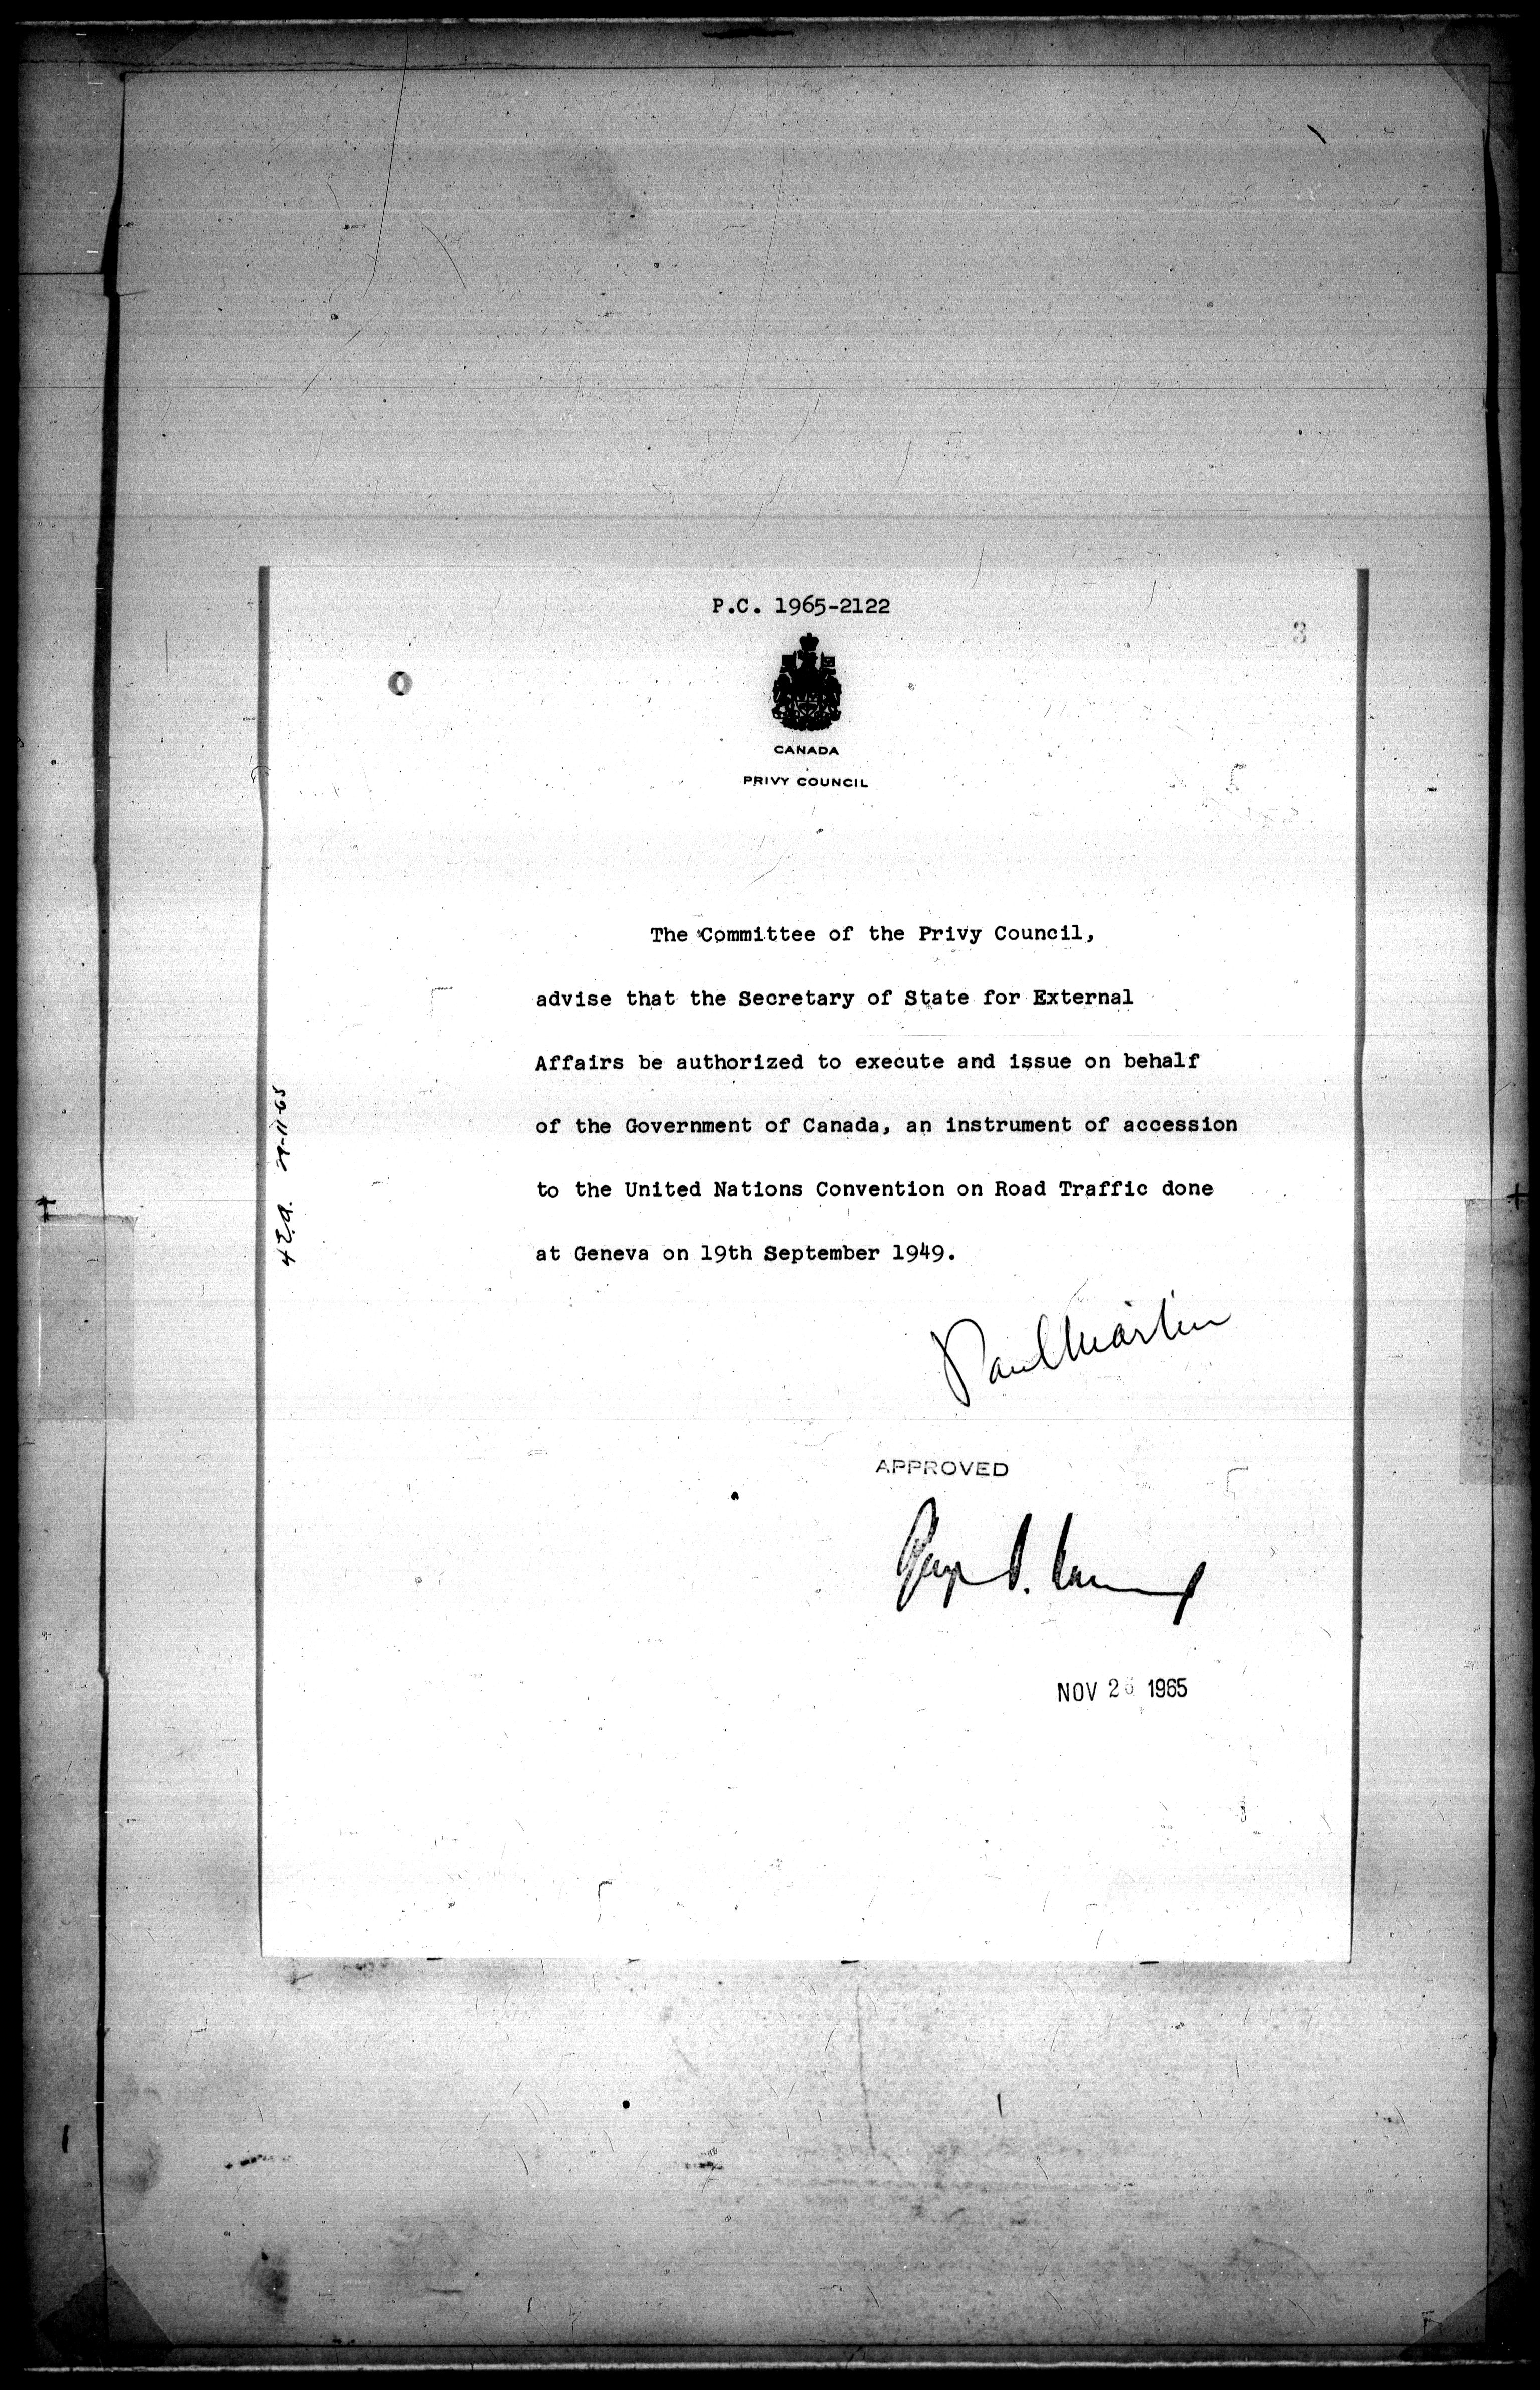 P.C. 1965-2122
3
CANADA
PRIVY COUNCIL
The Committee of the Privy Council,
advise that the Secretary of State for External
Affairs be authorized to execute and issue on behalf
of the Government of Canada, an instrument of accession
to the United Nations Convention on Road Traffic done
at Geneva on 19th September 1949.
Paul Martin
APPROVED
NOV 1965